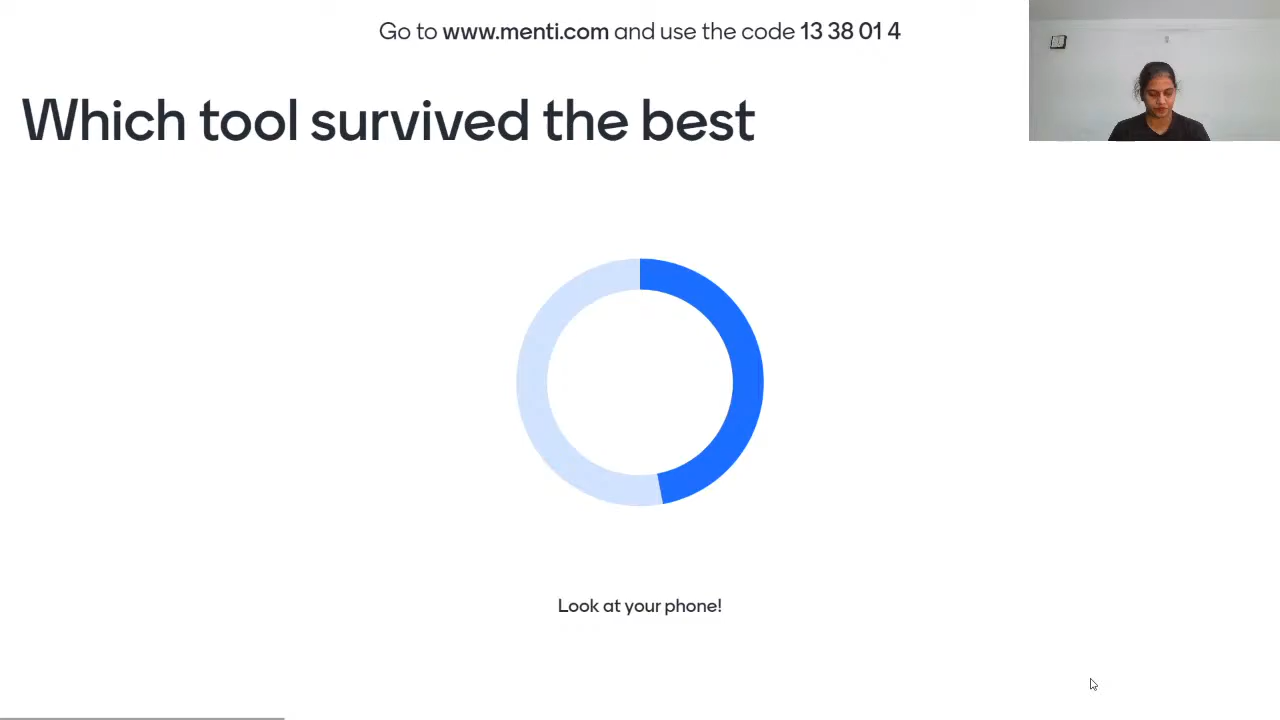 Go to www.menti.com and use the code 13 38 01 4
Which tool survived the best
Look at your phone!